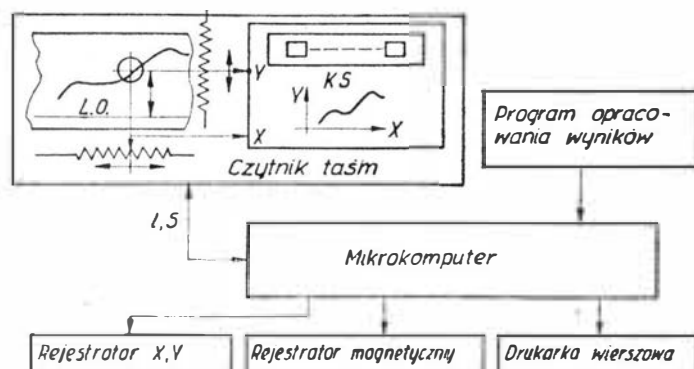 KS
Y
L.O.
Y
X
X
Czytnik taśm
Program opraco-
wania wyników
l,S
Mikrokomputer
Rejestrator X,Y
Rejestrator magnetyczny
Drukarka wierszowa